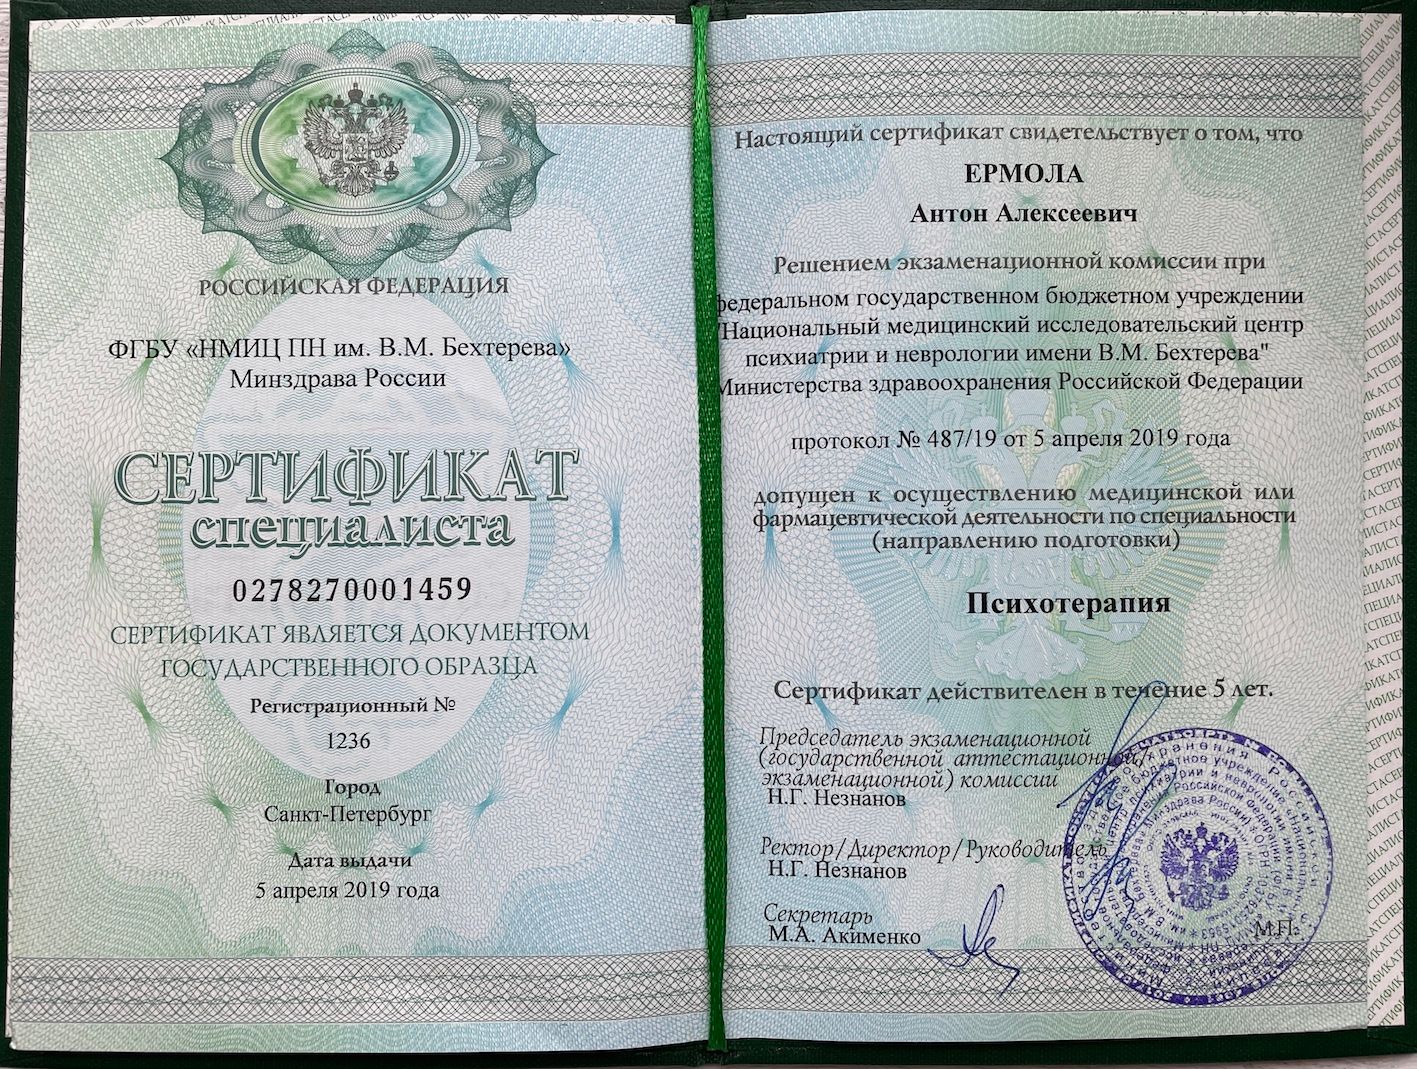 РОССИЙСКАЯ ФЕДЕРАЦИЯ
ФГБУ «НМИЦ ПН им. В.М. Бехтерева»
Минздрава России
СЕРТИФИКАТ
специалиста
0278270001459
СЕРТИФИКАТ ЯВЛЯЕТСЯ ДОКУМЕНТОМ
ГОСУДАРСТВЕННОГО ОБРАЗЦА
Регистрационный №
1236
Город
Санкт-Петербург
Дата выдачи
5 апреля 2019 года
Настоящий сертификат свидетельствует о том, что
ЕРМОЛА
Антон Алексеевич
Решением экзаменационной комиссии при
федеральном государственном бюджетном учреждении
"Национальный медицинский исследовательский центр
психиатрии и неврологии имени В.М. Бехтерева"
Министерства здравоохранения Российской Федерации
протокол № 487/19 от 5 апреля 2019 года
допущен к осуществлению медицинской или
фармацевтической деятельности по специальности
(направлению подготовки)
Психотерапия
Сертификат действителен в течение 5 лет.
Председатель экзаменационной
(государственной аттестационной/
экзаменационной) комиссии
Н.Г. Незнанов
Ректор/Директор/Руководитель
Н.Г. Незнанов
Секретарь
М.А. Акименко
М.П.